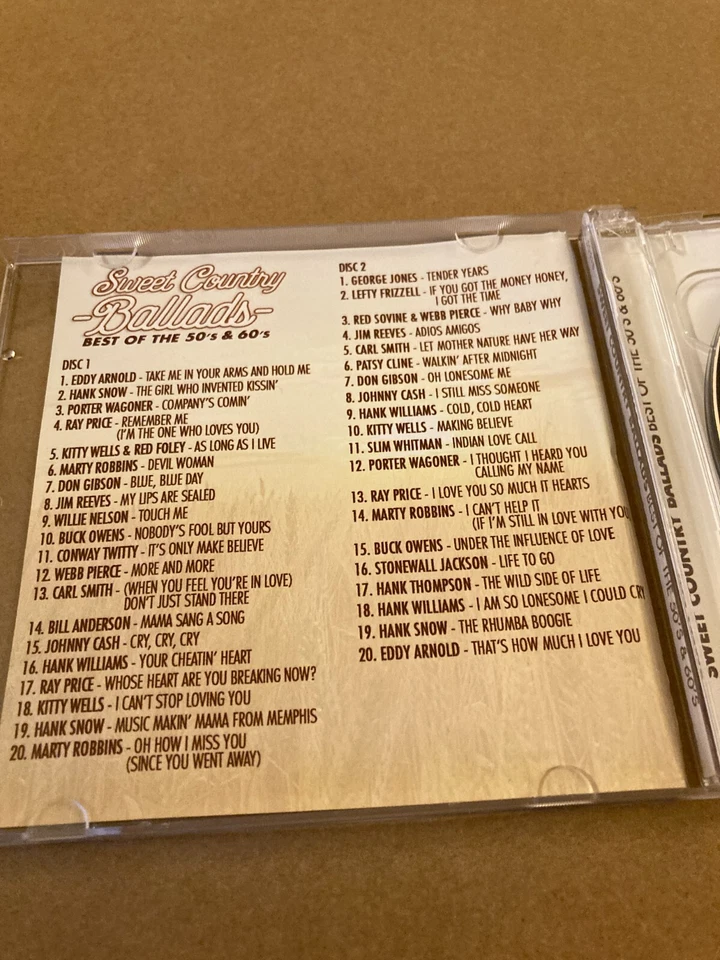 Sweet Country
-Ballads-
BEST OF THE 50's & 60's
DISC 1
1. EDDY ARNOLD - TAKE ME IN YOUR ARMS AND HOLD ME
2. HANK SNOW - THE GIRL WHO INVENTED KISSIN'
3. PORTER WAGONER - COMPANY'S COMIN'
4. RAY PRICE - REMEMBER ME
(I'M THE ONE WHO LOVES YOU)
5. KITTY WELLS & RED FOLEY - AS LONG AS I LIVE
6. MARTY ROBBINS - DEVIL WOMAN
7. DON GIBSON - BLUE, BLUE DAY
8. JIM REEVES - MY LIPS ARE SEALED
9. WILLIE NELSON - TOUCH ME
10. BUCK OWENS - NOBODY'S FOOL BUT YOURS
11. CONWAY TWITTY - IT'S ONLY MAKE BELIEVE
12. WEBB PIERCE - MORE AND MORE
13. CARL SMITH - (WHEN YOU FEEL YOU'RE IN LOVE)
DON'T JUST STAND THERE
14. BILL ANDERSON - MAMA SANG A SONG
15. JOHNNY CASH - CRY, CRY, CRY
16. HANK WILLIAMS - YOUR CHEATIN' HEART
17. RAY PRICE - WHOSE HEART ARE YOU BREAKING NOW?
18. KITTY WELLS - I CAN'T STOP LOVING YOU
19. HANK SNOW - MUSIC MAKIN' MAMA FROM MEMPHIS
20. MARTY ROBBINS - OH HOW I MISS YOU
(SINCE YOU WENT AWAY)
DISC 2
1. GEORGE JONES - TENDER YEARS
2. LEFTY FRIZZELL - IF YOU GOT THE MONEY HONEY,
I GOT THE TIME
3. RED SOVINE & WEBB PIERCE - WHY BABY WHY
4. JIM REEVES - ADIOS AMIGOS
5. CARL SMITH - LET MOTHER NATURE HAVE HER WAY
6. PATSY CLINE - WALKIN' AFTER MIDNIGHT
7. DON GIBSON - OH LONESOME ME
8. JOHNNY CASH - I STILL MISS SOMEONE
9. HANK WILLIAMS - COLD, COLD HEART
10. KITTY WELLS - MAKING BELIEVE
11. SLIM WHITMAN - INDIAN LOVE CALL
12. PORTER WAGONER - I THOUGHT I HEARD YOU
CALLING MY NAME
13. RAY PRICE - I LOVE YOU SO MUCH IT HEARTS
14. MARTY ROBBINS - I CAN'T HELP IT
(IF I'M STILL IN LOVE WITH YOU
15. BUCK OWENS - UNDER THE INFLUENCE OF LOVE
16. STONEWALL JACKSON - LIFE TO GO
17. HANK THOMPSON - THE WILD SIDE OF LIFE
18. HANK WILLIAMS - I AM SO LONESOME I COULD CRY
19. HANK SNOW - THE RHUMBA BOOGIE
20. EDDY ARNOLD - THAT'S HOW MUCH I LOVE YOU
SWEET COUNTRY BALLADS BEST OF THE 50'S & 60'S